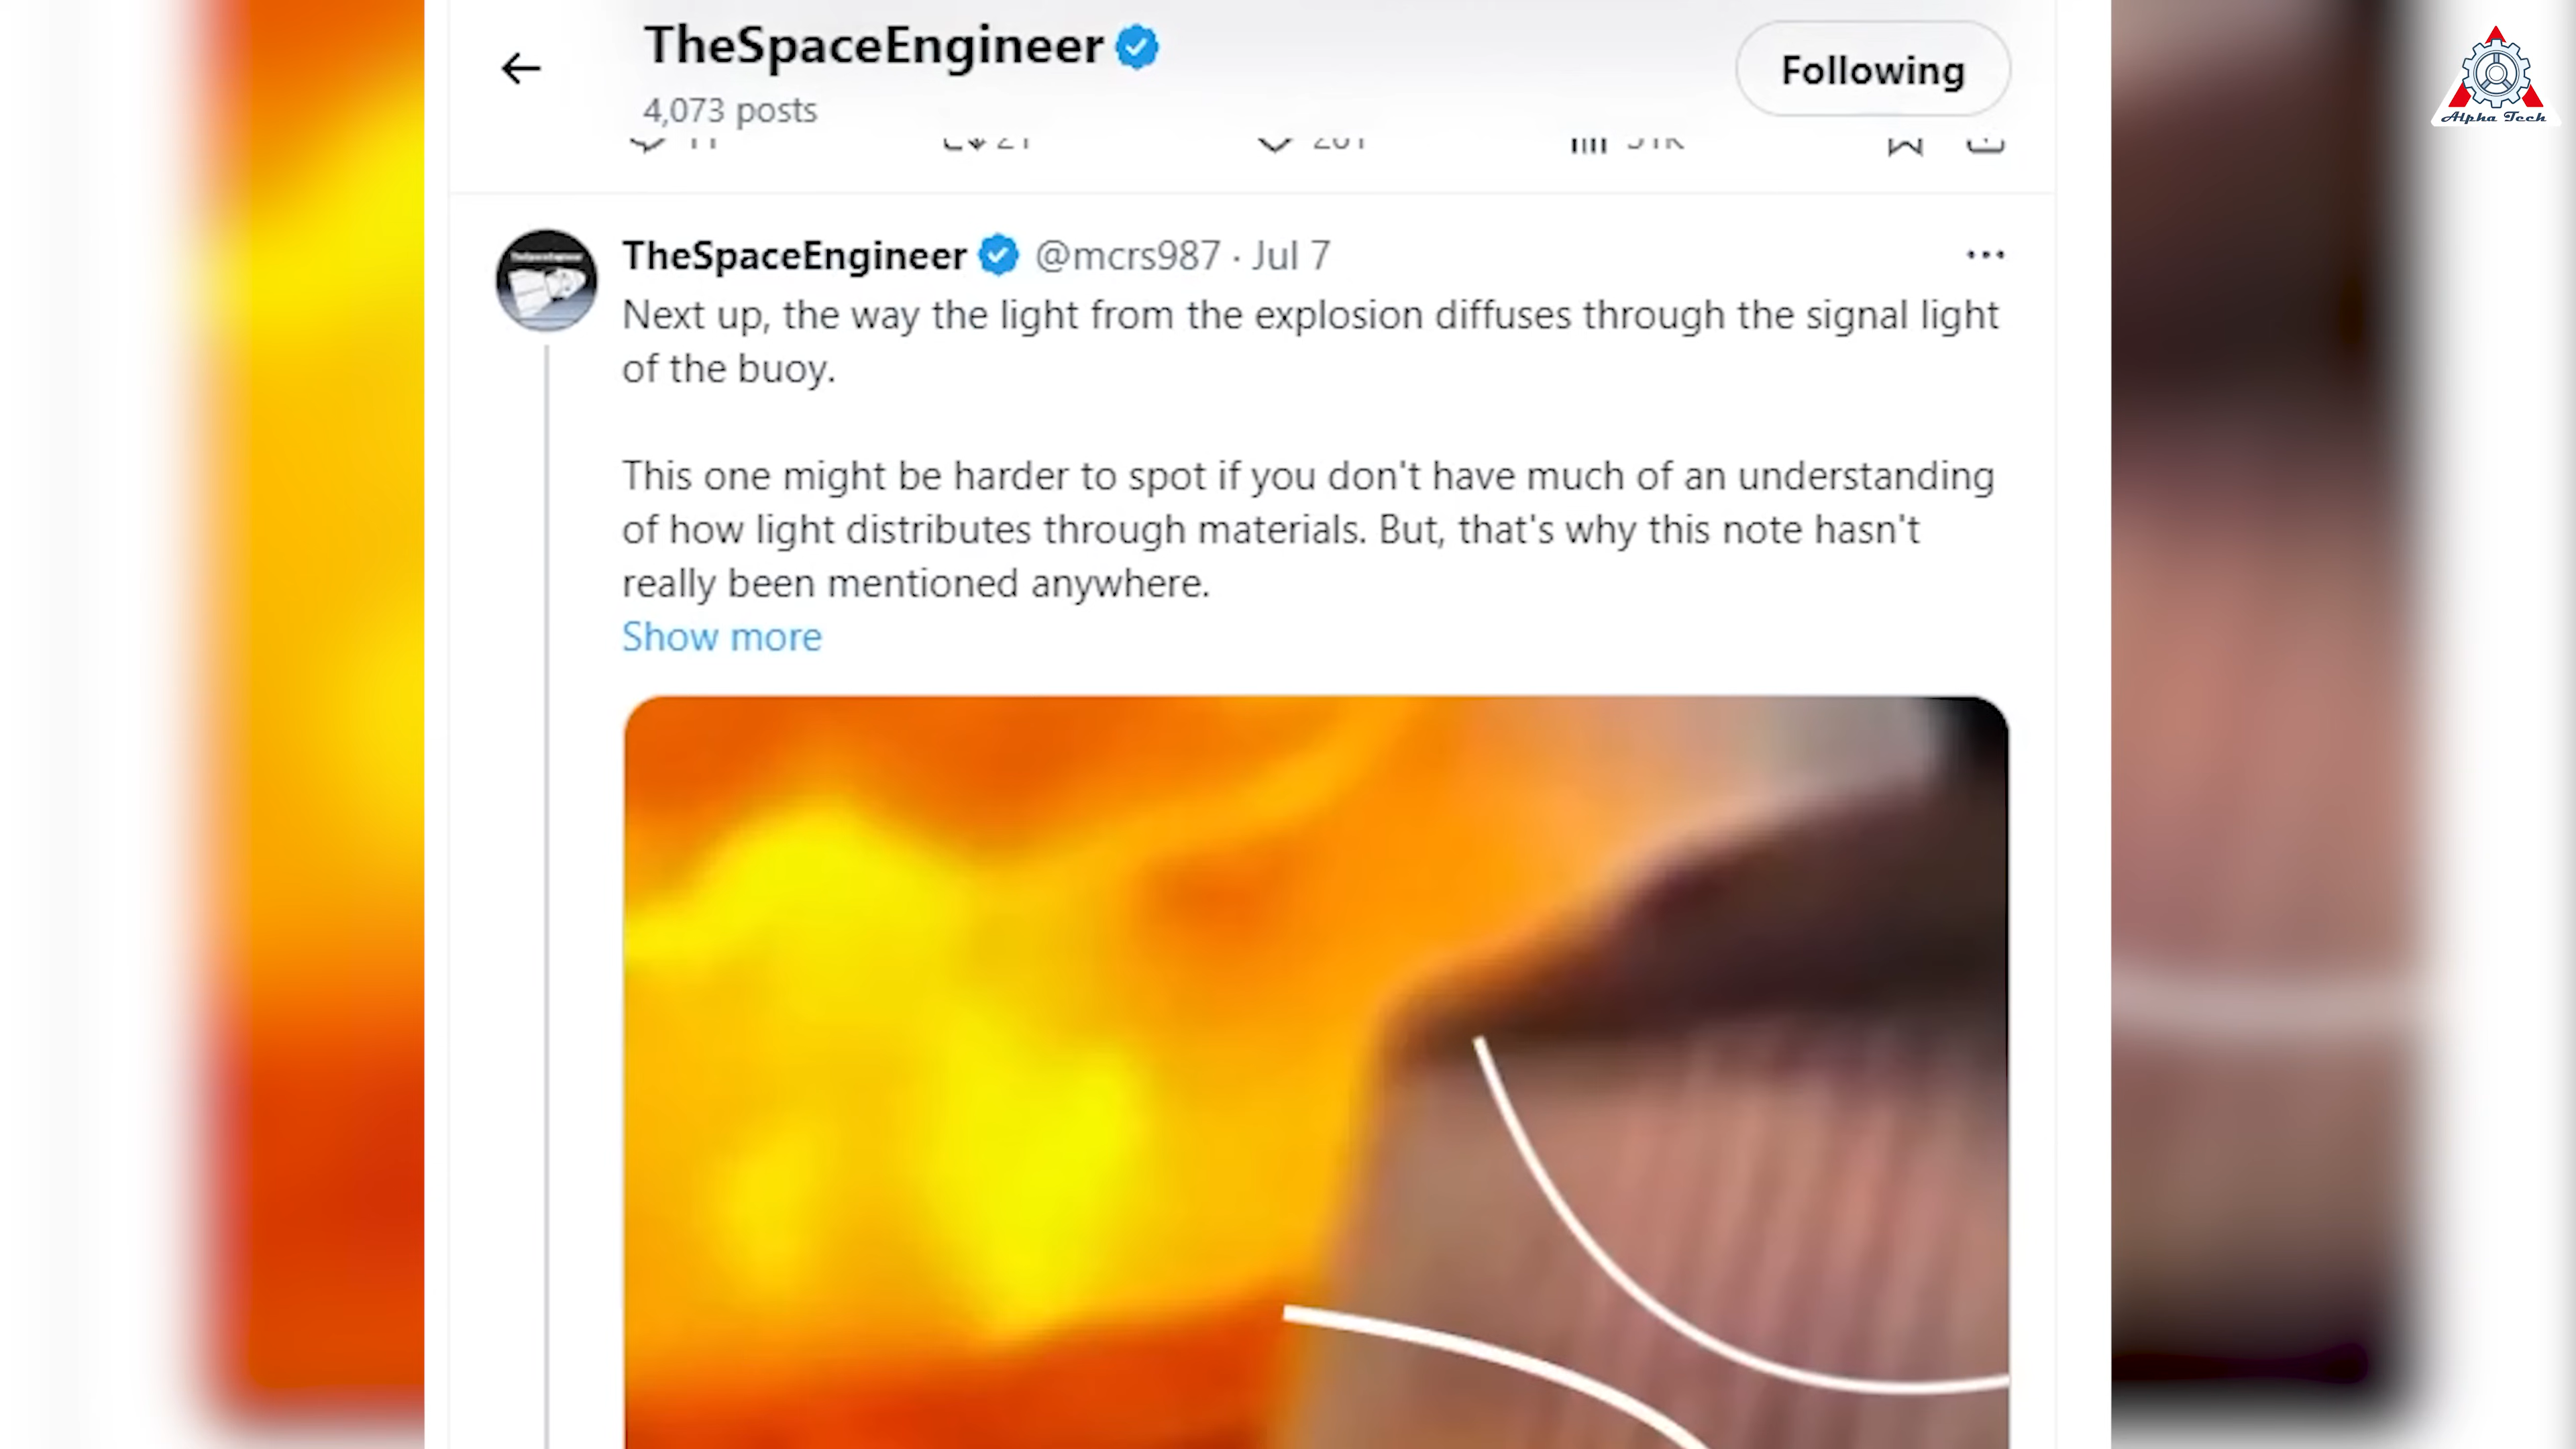 TheSpaceEngineer
Following
4,073 posts
Alpha Tech
TheSpaceEngineer @mcrs987 · Jul 7
Next up, the way the light from the explosion diffuses through the signal light
of the buoy.
This one might be harder to spot if you don't have much of an understanding
of how light distributes through materials. But, that's why this note hasn't
really been mentioned anywhere.
Show more